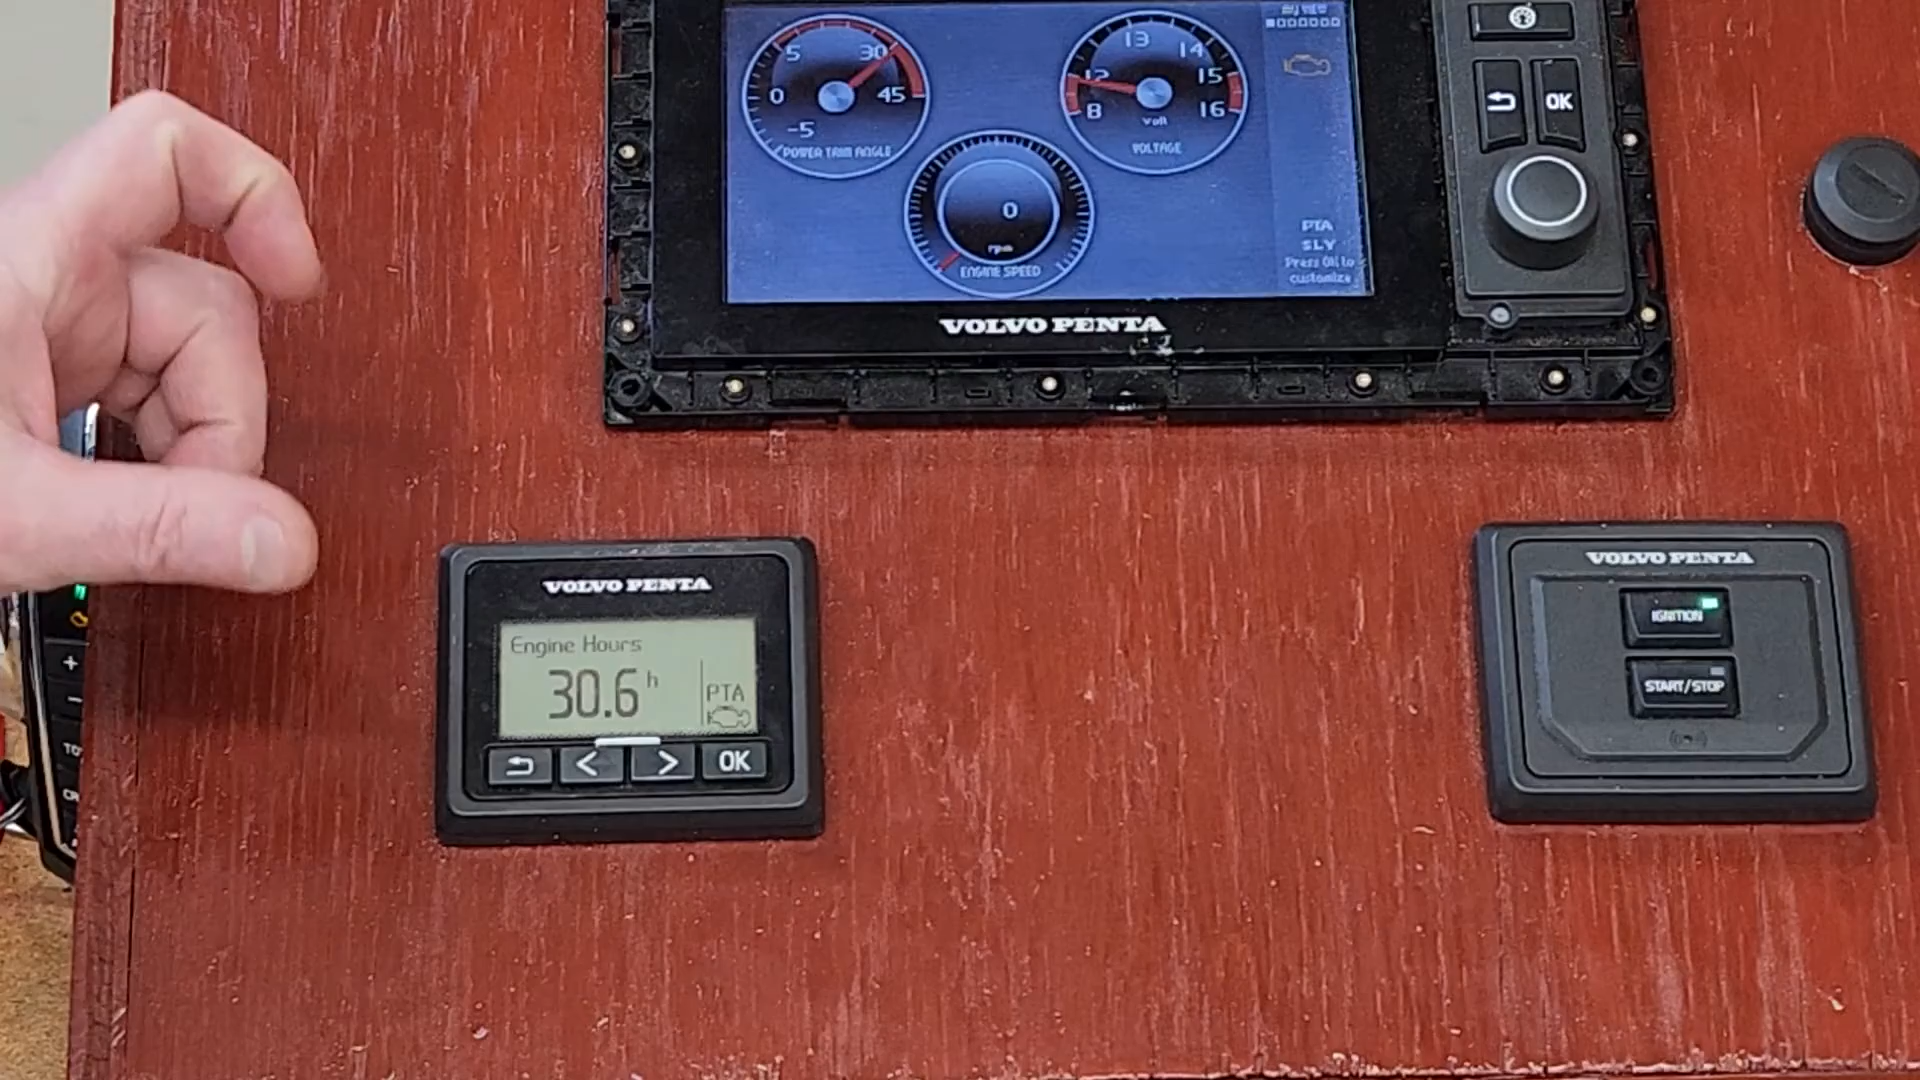 5
30
0
45
-5
POWER TRIM ANGLE
13
14
12
15
8
16
Volt
VOLTAGE
0
rpm
ENGINE SPEED
PTA
SLY
Press OK to
customize
OK
VOLVO PENTA
VOLVO PENTA
Engine Hours
30.6 h
PTA
< > OK
VOLVO PENTA
IGNITION
START/STOP
+
-